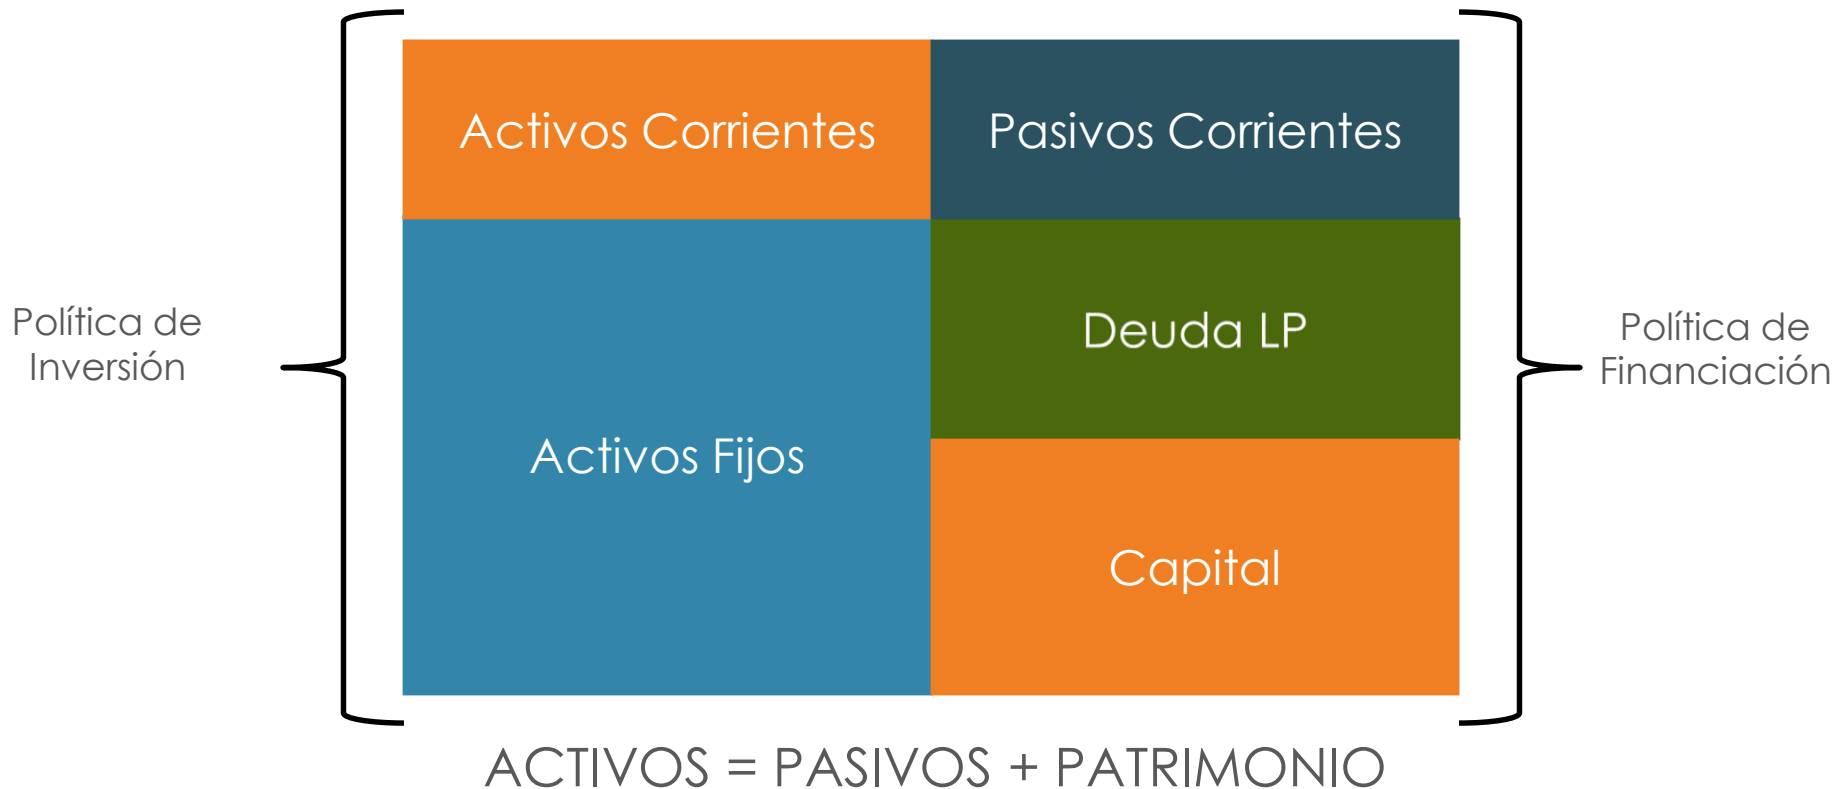 Activos Corrientes
Pasivos Corrientes
Política de
Inversión
Activos Fijos
Deuda LP
Capital
Política de
Financiación
ACTIVOS = PASIVOS + PATRIMONIO